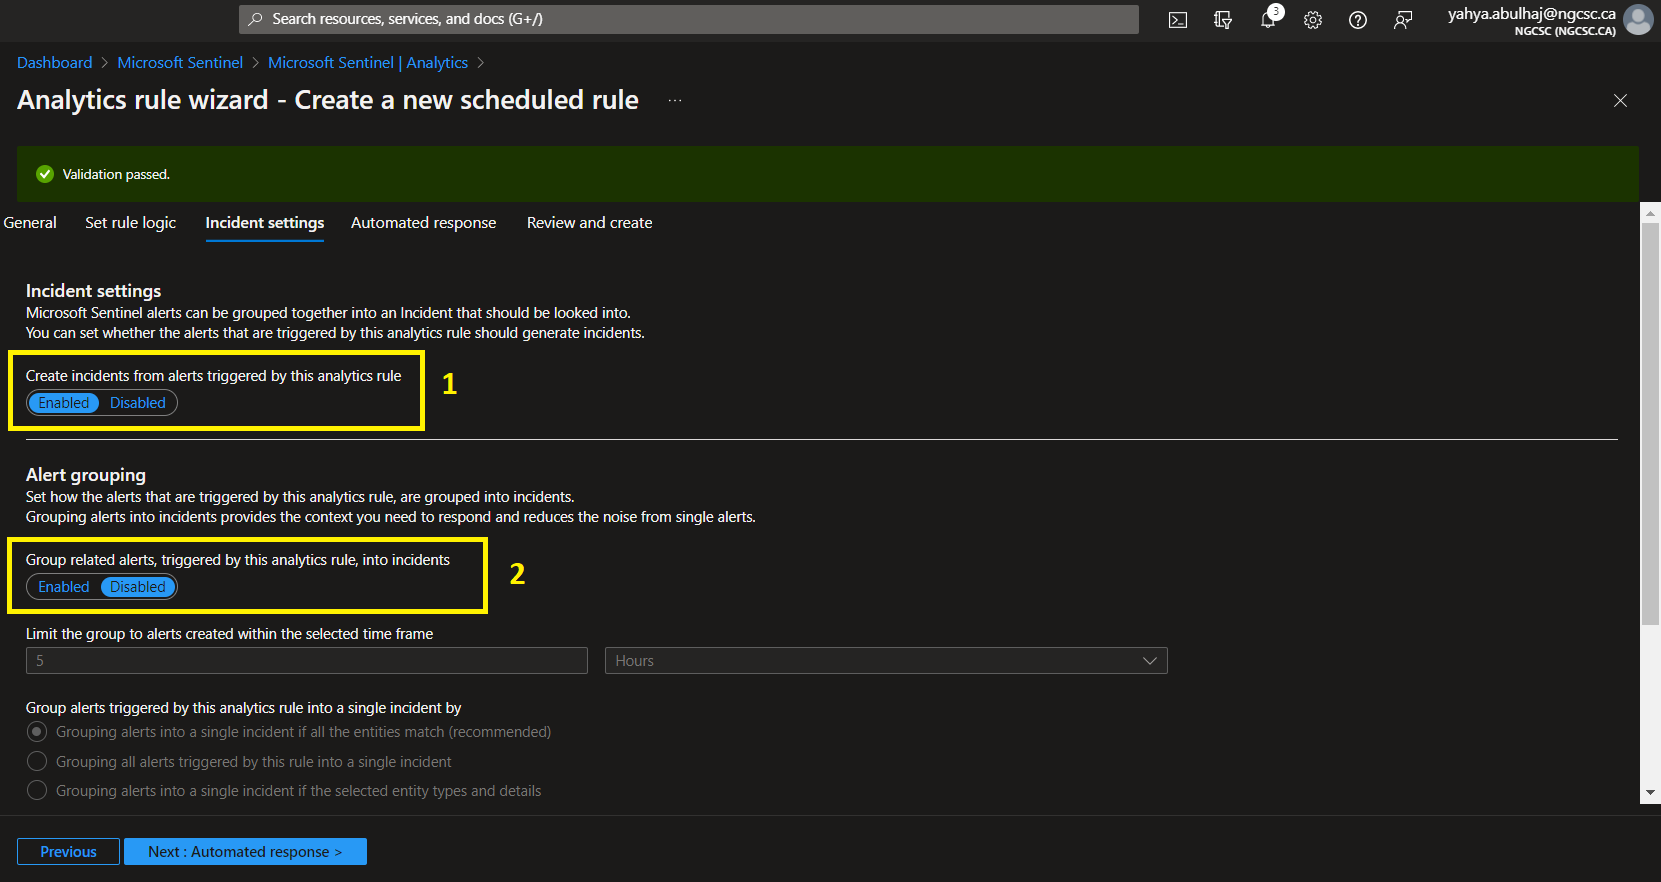 Search resources, services, and docs (G+/)
3
yahya.abulhaj@ngcsc.ca
NGCSC (NGCSC.CA)
Dashboard > Microsoft Sentinel > Microsoft Sentinel | Analytics >
Analytics rule wizard - Create a new scheduled rule ...
Validation passed.
General Set rule logic Incident settings Automated response Review and create
Incident settings
Microsoft Sentinel alerts can be grouped together into an Incident that should be looked into.
You can set whether the alerts that are triggered by this analytics rule should generate incidents.
Create incidents from alerts triggered by this analytics rule
1
Enabled Disabled
Alert grouping
Set how the alerts that are triggered by this analytics rule, are grouped into incidents.
Grouping alerts into incidents provides the context you need to respond and reduces the noise from single alerts.
Group related alerts, triggered by this analytics rule, into incidents
2
Enabled Disabled
Limit the group to alerts created within the selected time frame
5 Hours
Group alerts triggered by this analytics rule into a single incident by
Grouping alerts into a single incident if all the entities match (recommended)
Grouping all alerts triggered by this rule into a single incident
Grouping alerts into a single incident if the selected entity types and details
Previous Next : Automated response >